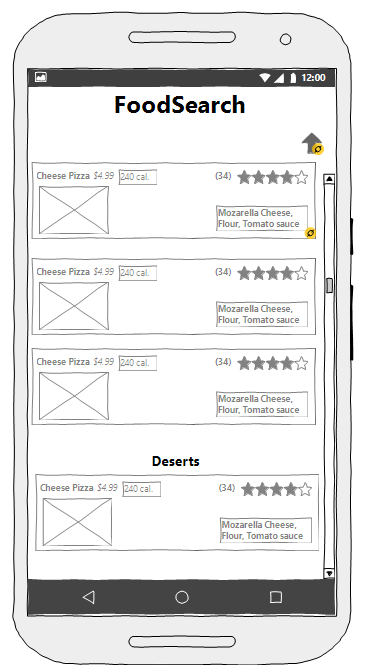 12:00
FoodSearch
Cheese Pizza $4.99 240 cal. (34)
Mozarella Cheese,
Flour, Tomato sauce
Cheese Pizza $4.99 240 cal. (34)
Mozarella Cheese,
Flour, Tomato sauce
Cheese Pizza $4.99 240 cal. (34)
Mozarella Cheese,
Flour, Tomato sauce
Deserts
Cheese Pizza $4.99 240 cal. (34)
Mozarella Cheese,
Flour, Tomato sauce